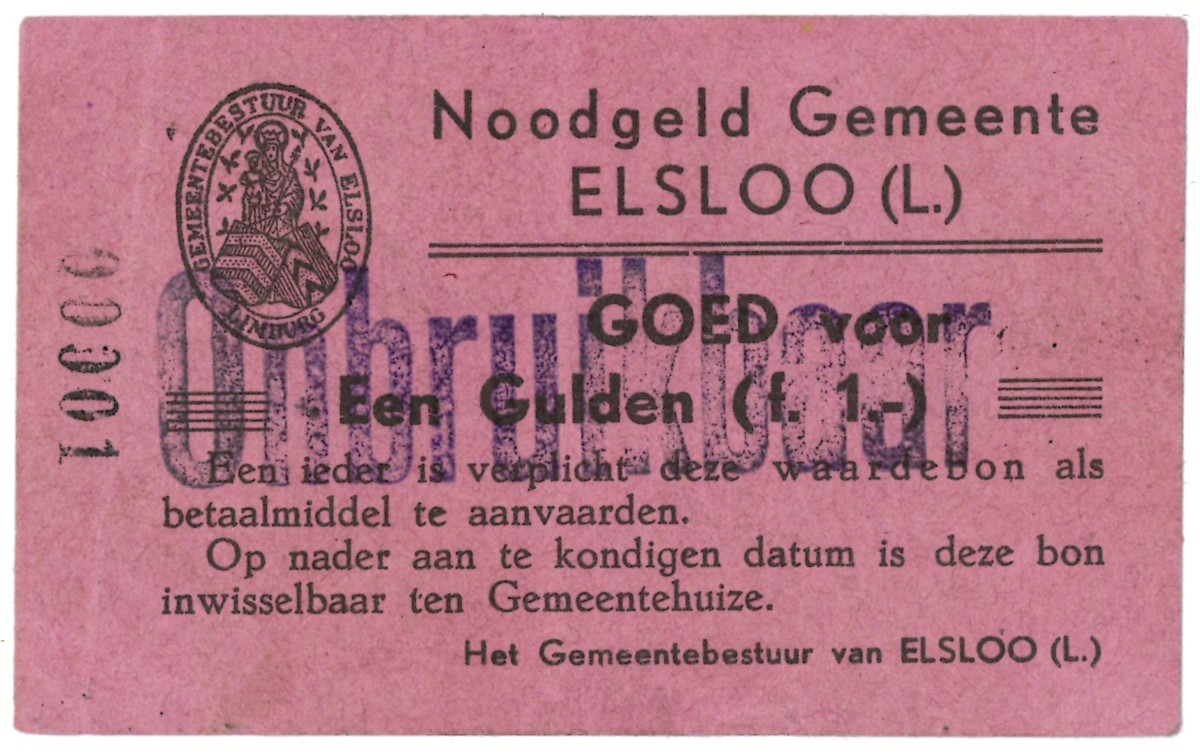 GEMEENTEBESTUUR VAN ELSLOO
LIMBURG
Noodgeld Gemeente
ELSLOO (L.)
GOED voor
Een Gulden (f. 1.-)
Onbruikbaar
Een ieder is verplicht deze waardebon als
betaalmiddel te aanvaarden.
Op nader aan te kondigen datum is deze bon
inwisselbaar ten Gemeentehuize.
Het Gemeentebestuur van ELSLOO (L.)